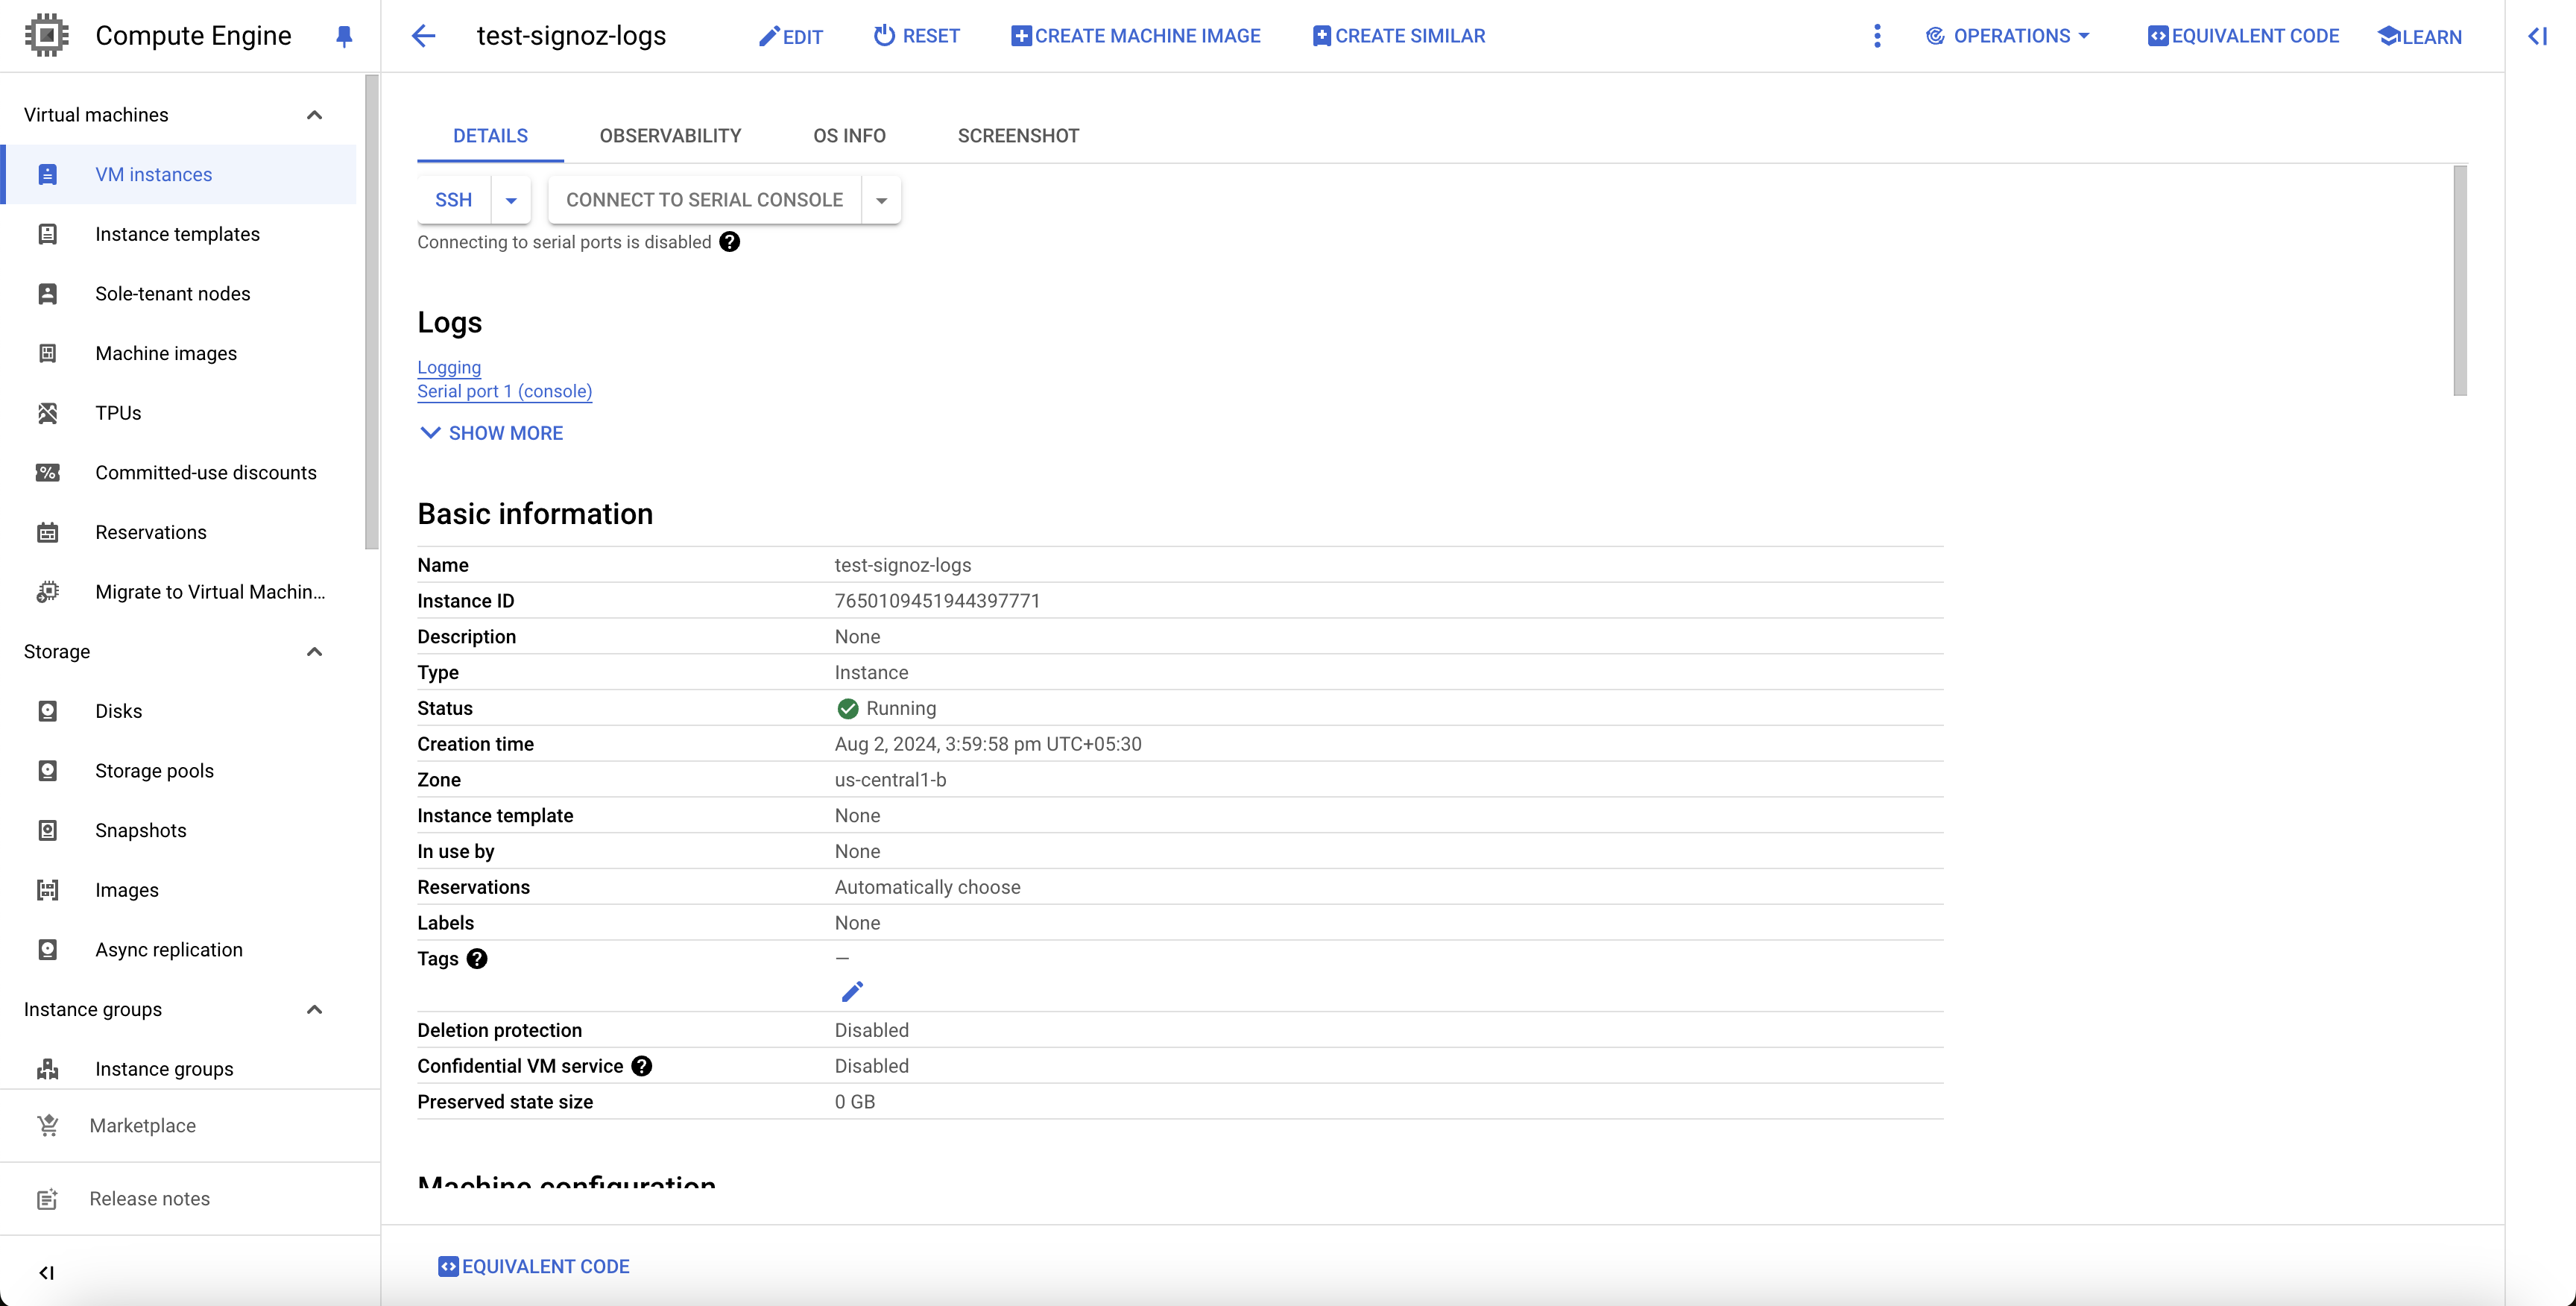 Compute Engine
test-signoz-logs
EDIT
RESET
CREATE MACHINE IMAGE
CREATE SIMILAR
OPERATIONS
EQUIVALENT CODE
LEARN
Virtual machines
VM instances
Instance templates
Sole-tenant nodes
Machine images
TPUs
Committed-use discounts
Reservations
Migrate to Virtual Machin...
Storage
Disks
Storage pools
Snapshots
Images
Async replication
Instance groups
Instance groups
Marketplace
Release notes
DETAILS
OBSERVABILITY
OS INFO
SCREENSHOT
SSH
CONNECT TO SERIAL CONSOLE
Connecting to serial ports is disabled
Logs
Logging
Serial port 1 (console)
SHOW MORE
Basic information
Name test-signoz-logs
Instance ID 7650109451944397771
Description None
Type Instance
Status Running
Creation time Aug 2, 2024, 3:59:58 pm UTC+05:30
Zone us-central1-b
Instance template None
In use by None
Reservations Automatically choose
Labels None
Tags —
Deletion protection Disabled
Confidential VM service Disabled
Preserved state size 0 GB
Machine configuration
EQUIVALENT CODE